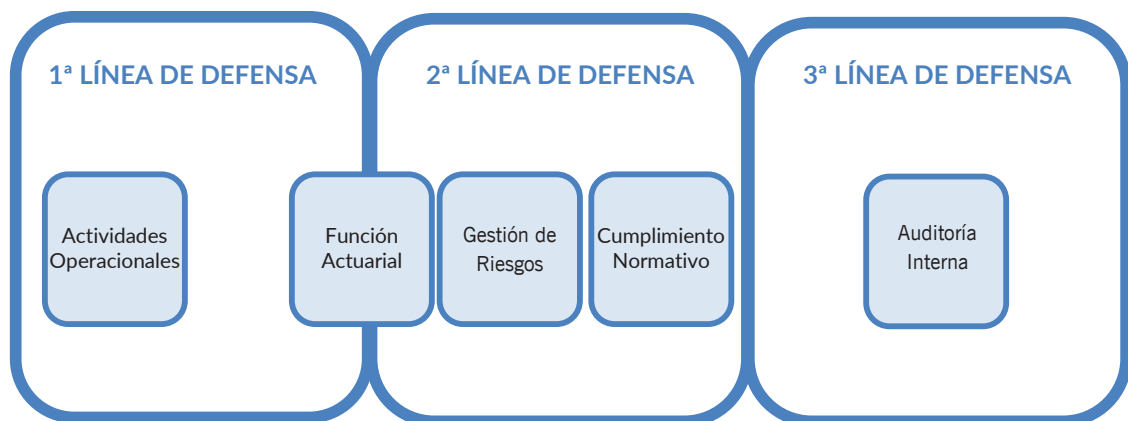 1ª LÍNEA DE DEFENSA
2ª LÍNEA DE DEFENSA
3ª LÍNEA DE DEFENSA
Actividades
Operacionales
Función
Actuarial
Gestión de
Riesgos
Cumplimiento
Normativo
Auditoría
Interna